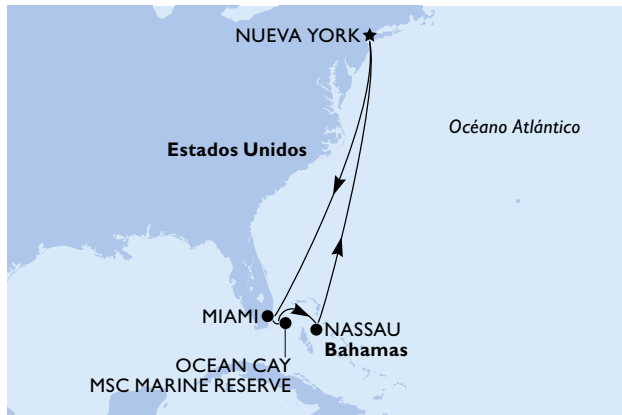 NUEVA YORK
Océano Atlántico
Estados Unidos
MIAMI
NASSAU
Bahamas
OCEAN CAY
MSC MARINE RESERVE